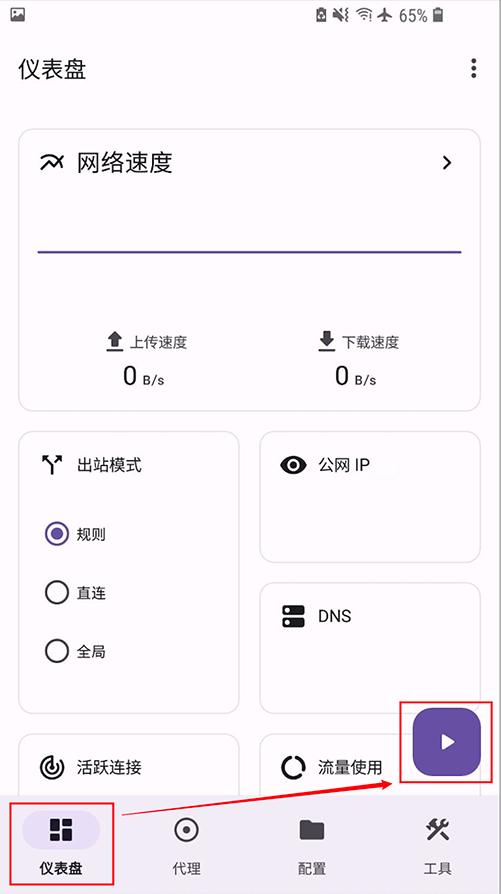 65%
仪表盘
网络速度
上传速度
下载速度
0 B/s
0 B/s
出站模式
公网 IP
规则
直连
DNS
全局
活跃连接
流量使用
仪表盘
代理
配置
工具